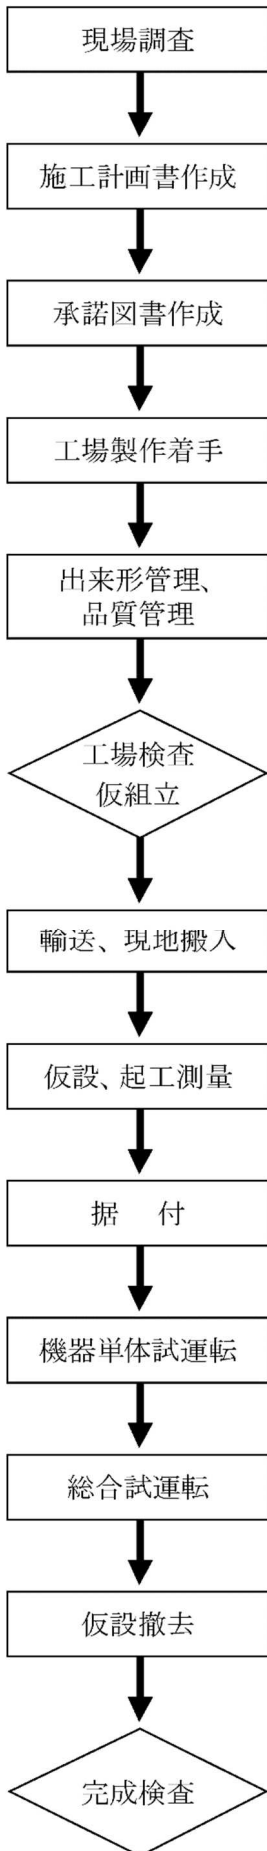 現場調査
施工計画書作成
承諾図書作成
工場製作着手
出来形管理、
品質管理
工場検査
仮組立
輸送、現地搬入
仮設、起工測量
据　付
機器単体試運転
総合試運転
仮設撤去
完成検査